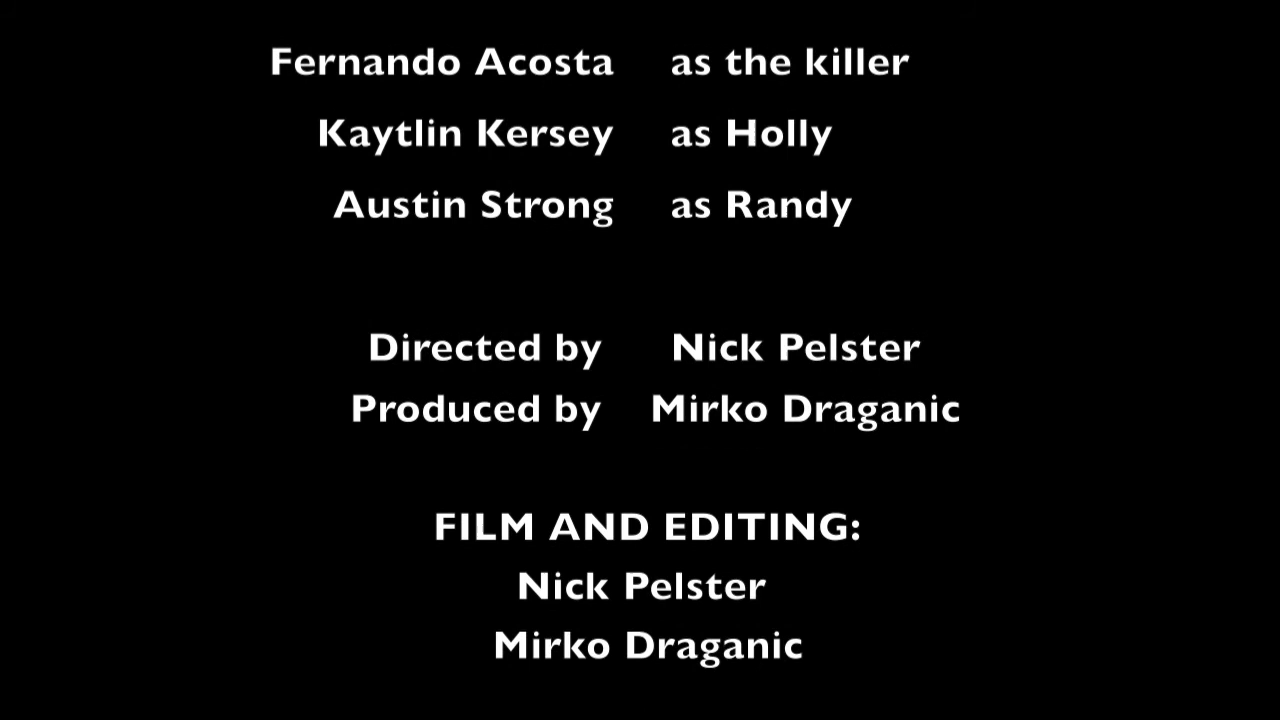 Fernando Acosta as the killer
Kaytlin Kersey as Holly
Austin Strong as Randy
Directed by Nick Pelster
Produced by Mirko Draganic
FILM AND EDITING:
Nick Pelster
Mirko Draganic